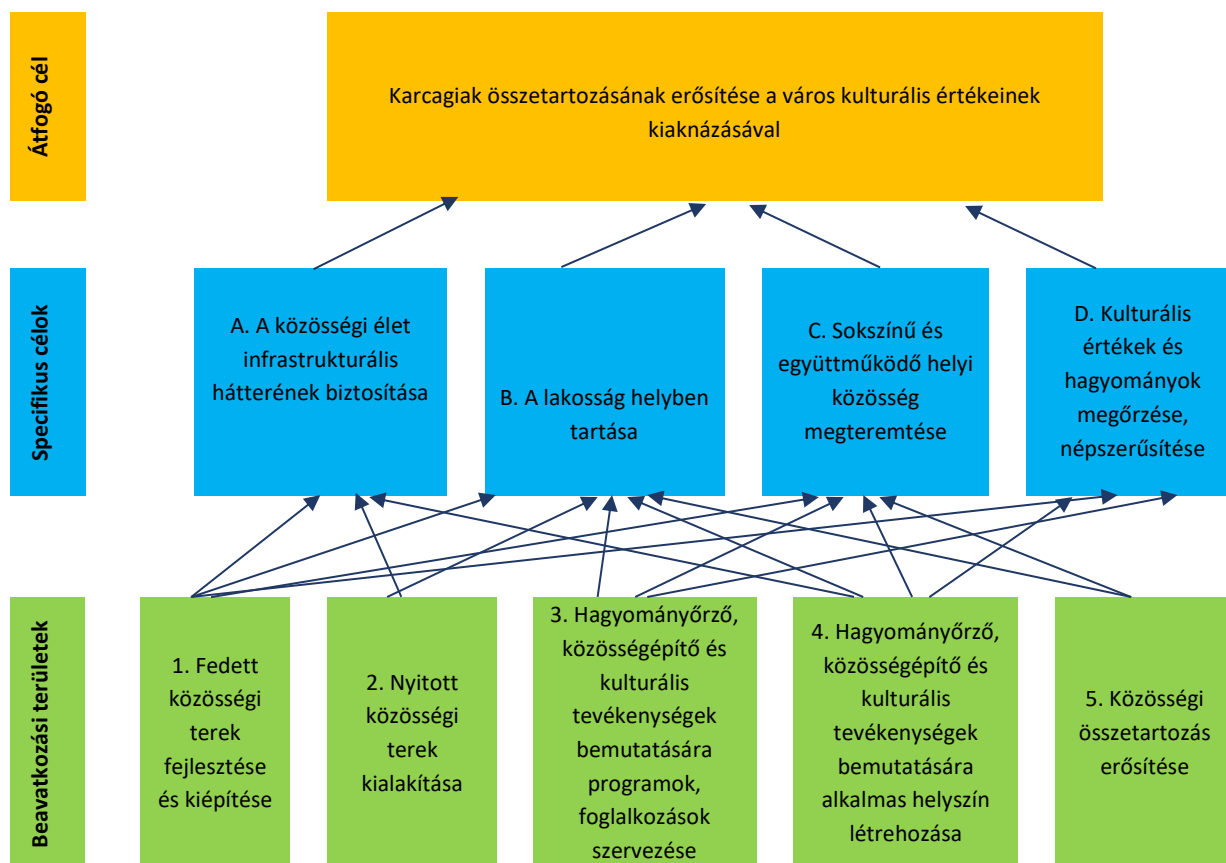 Átfogó cél
Karcagiak összetartozásának erősítése a város kulturális értékeinek
kiaknázásával
Specifikus célok
A. A közösségi élet
infrastrukturális
hátterének biztosítása
B. A lakosság helyben
tartása
C. Sokszínű és
együttműködő helyi
közösség
megteremtése
D. Kulturális
értékek és
hagyományok
megőrzése,
népszerűsítése
Beavatkozási területek
1. Fedett
közösségi
terek
fejlesztése
és kiépítése
2. Nyitott
közösségi
terek
kialakítása
3. Hagyományőrző,
közösségépítő és
kulturális
tevékenységek
bemutatására
programok,
foglalkozások
szervezése
4. Hagyományőrző,
közösségépítő és
kulturális
tevékenységek
bemutatására
alkalmas helyszín
létrehozása
5. Közösségi
összetartozás
erősítése